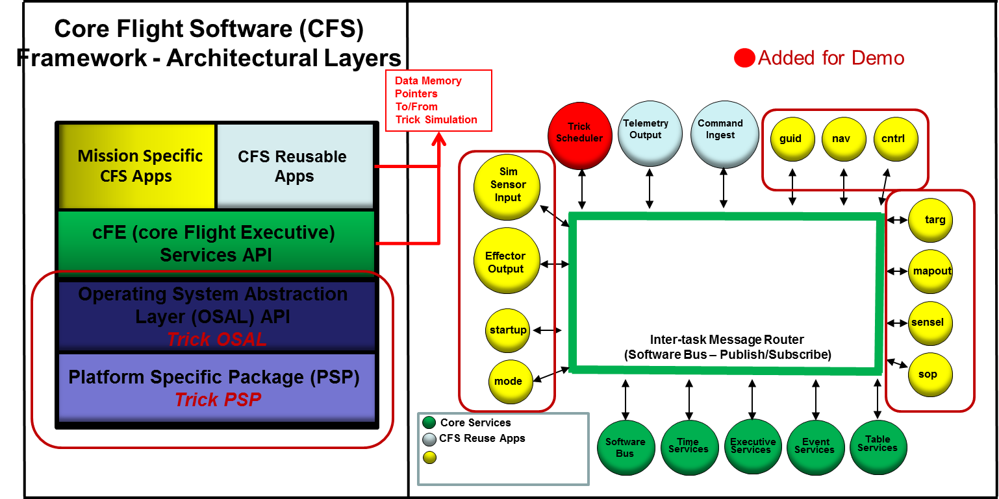 Core Flight Software (CFS)
Framework - Architectural Layers
Data Memory
Pointers
To/From
Trick Simulation
Mission Specific
CFS Apps
CFS Reusable
Apps
cFE (core Flight Executive)
Services API
Operating System Abstraction
Layer (OSAL) API
Trick OSAL
Platform Specific Package (PSP)
Trick PSP
Added for Demo
Trick
Scheduler
Telemetry
Output
Command
Ingest
guid
nav
cntrl
Sim
Sensor
Input
Effector
Output
startup
mode
targ
mapout
sensel
sop
Inter-task Message Router
(Software Bus – Publish/Subscribe)
Core Services
CFS Reuse Apps
Software
Bus
Time
Services
Executive
Services
Event
Services
Table
Services